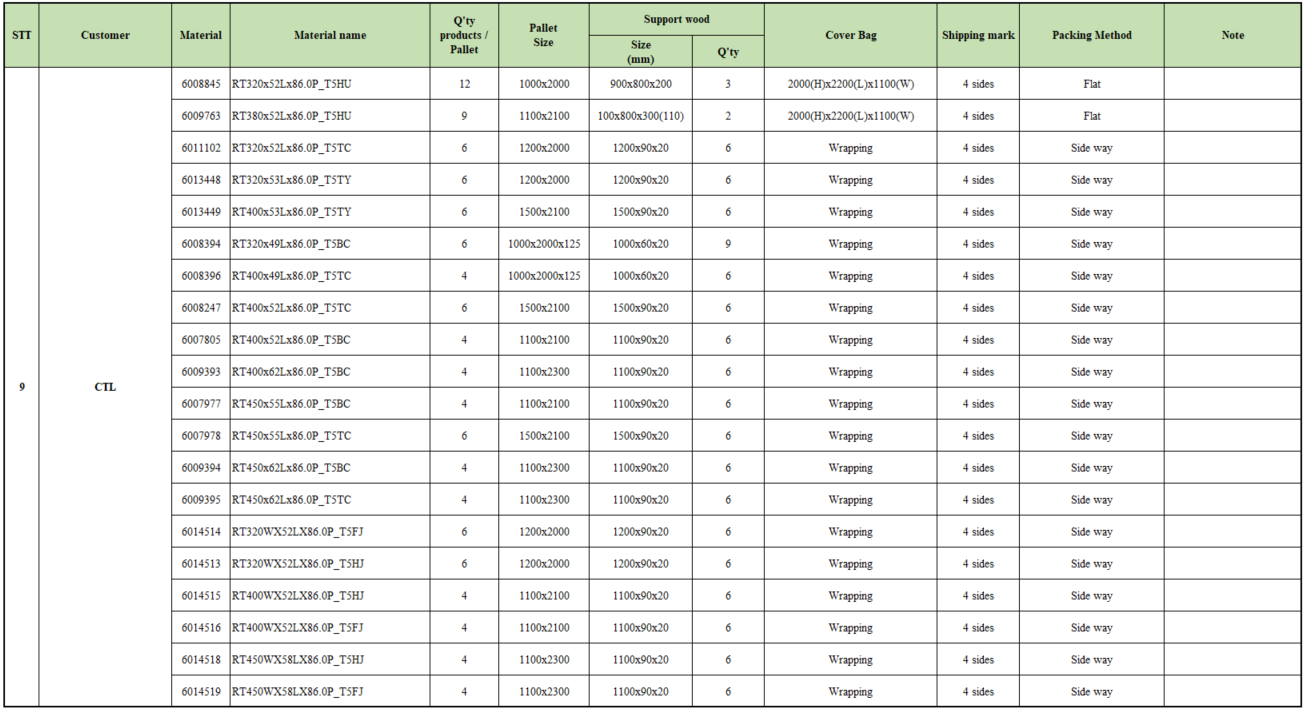 STT Customer Material Material name Q'ty products / Pallet Pallet Size Support wood Size (mm) Q'ty Cover Bag Shipping mark Packing Method Note
9 CTL
6008845 RT320x52Lx86.0P_T5HU 12 1000x2000 900x800x200 3 2000(H)x2200(L)x1100(W) 4 sides Flat
6009763 RT380x52Lx86.0P_T5HU 9 1100x2100 100x800x300(110) 2 2000(H)x2200(L)x1100(W) 4 sides Flat
6011102 RT320x52Lx86.0P_T5TC 6 1200x2000 1200x90x20 6 Wrapping 4 sides Side way
6013448 RT320x53Lx86.0P_T5TY 6 1200x2000 1200x90x20 6 Wrapping 4 sides Side way
6013449 RT400x53Lx86.0P_T5TY 6 1500x2100 1500x90x20 6 Wrapping 4 sides Side way
6008394 RT320x49Lx86.0P_T5BC 6 1000x2000x125 1000x60x20 9 Wrapping 4 sides Side way
6008396 RT400x49Lx86.0P_T5TC 4 1000x2000x125 1000x60x20 6 Wrapping 4 sides Side way
6008247 RT400x52Lx86.0P_T5TC 6 1500x2100 1500x90x20 6 Wrapping 4 sides Side way
6007805 RT400x52Lx86.0P_T5BC 4 1100x2100 1100x90x20 6 Wrapping 4 sides Side way
6009393 RT400x62Lx86.0P_T5BC 4 1100x2300 1100x90x20 6 Wrapping 4 sides Side way
6007977 RT450x55Lx86.0P_T5BC 4 1100x2100 1100x90x20 6 Wrapping 4 sides Side way
6007978 RT450x55Lx86.0P_T5TC 6 1500x2100 1500x90x20 6 Wrapping 4 sides Side way
6009394 RT450x62Lx86.0P_T5BC 4 1100x2300 1100x90x20 6 Wrapping 4 sides Side way
6009395 RT450x62Lx86.0P_T5TC 4 1100x2300 1100x90x20 6 Wrapping 4 sides Side way
6014514 RT320WX52LX86.0P_T5FJ 6 1200x2000 1200x90x20 6 Wrapping 4 sides Side way
6014513 RT320WX52LX86.0P_T5HJ 6 1200x2000 1200x90x20 6 Wrapping 4 sides Side way
6014515 RT400WX52LX86.0P_T5HJ 4 1100x2100 1100x90x20 6 Wrapping 4 sides Side way
6014516 RT400WX52LX86.0P_T5FJ 4 1100x2100 1100x90x20 6 Wrapping 4 sides Side way
6014518 RT450WX58LX86.0P_T5HJ 4 1100x2300 1100x90x20 6 Wrapping 4 sides Side way
6014519 RT450WX58LX86.0P_T5FJ 4 1100x2300 1100x90x20 6 Wrapping 4 sides Side way